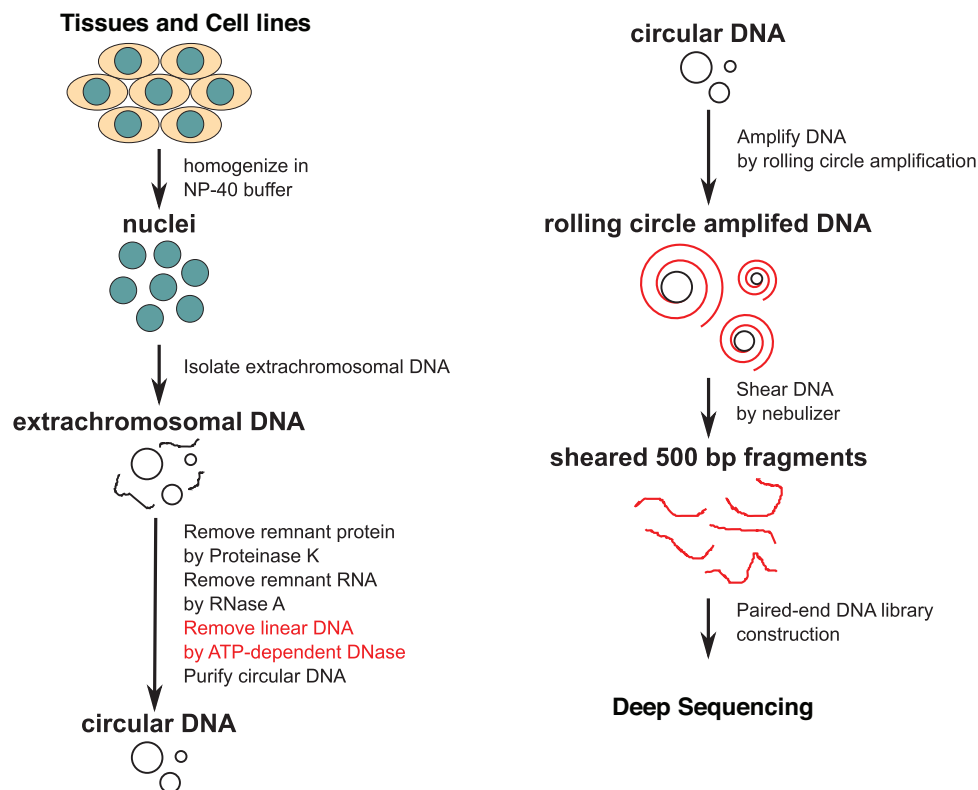 Tissues and Cell lines
homogenize in
NP-40 buffer
nuclei
Isolate extrachromosomal DNA
extrachromosomal DNA
Remove remnant protein
by Proteinase K
Remove remnant RNA
by RNase A
Remove linear DNA
by ATP-dependent DNase
Purify circular DNA
circular DNA
circular DNA
Amplify DNA
by rolling circle amplification
rolling circle amplifed DNA
Shear DNA
by nebulizer
sheared 500 bp fragments
Paired-end DNA library
construction
Deep Sequencing